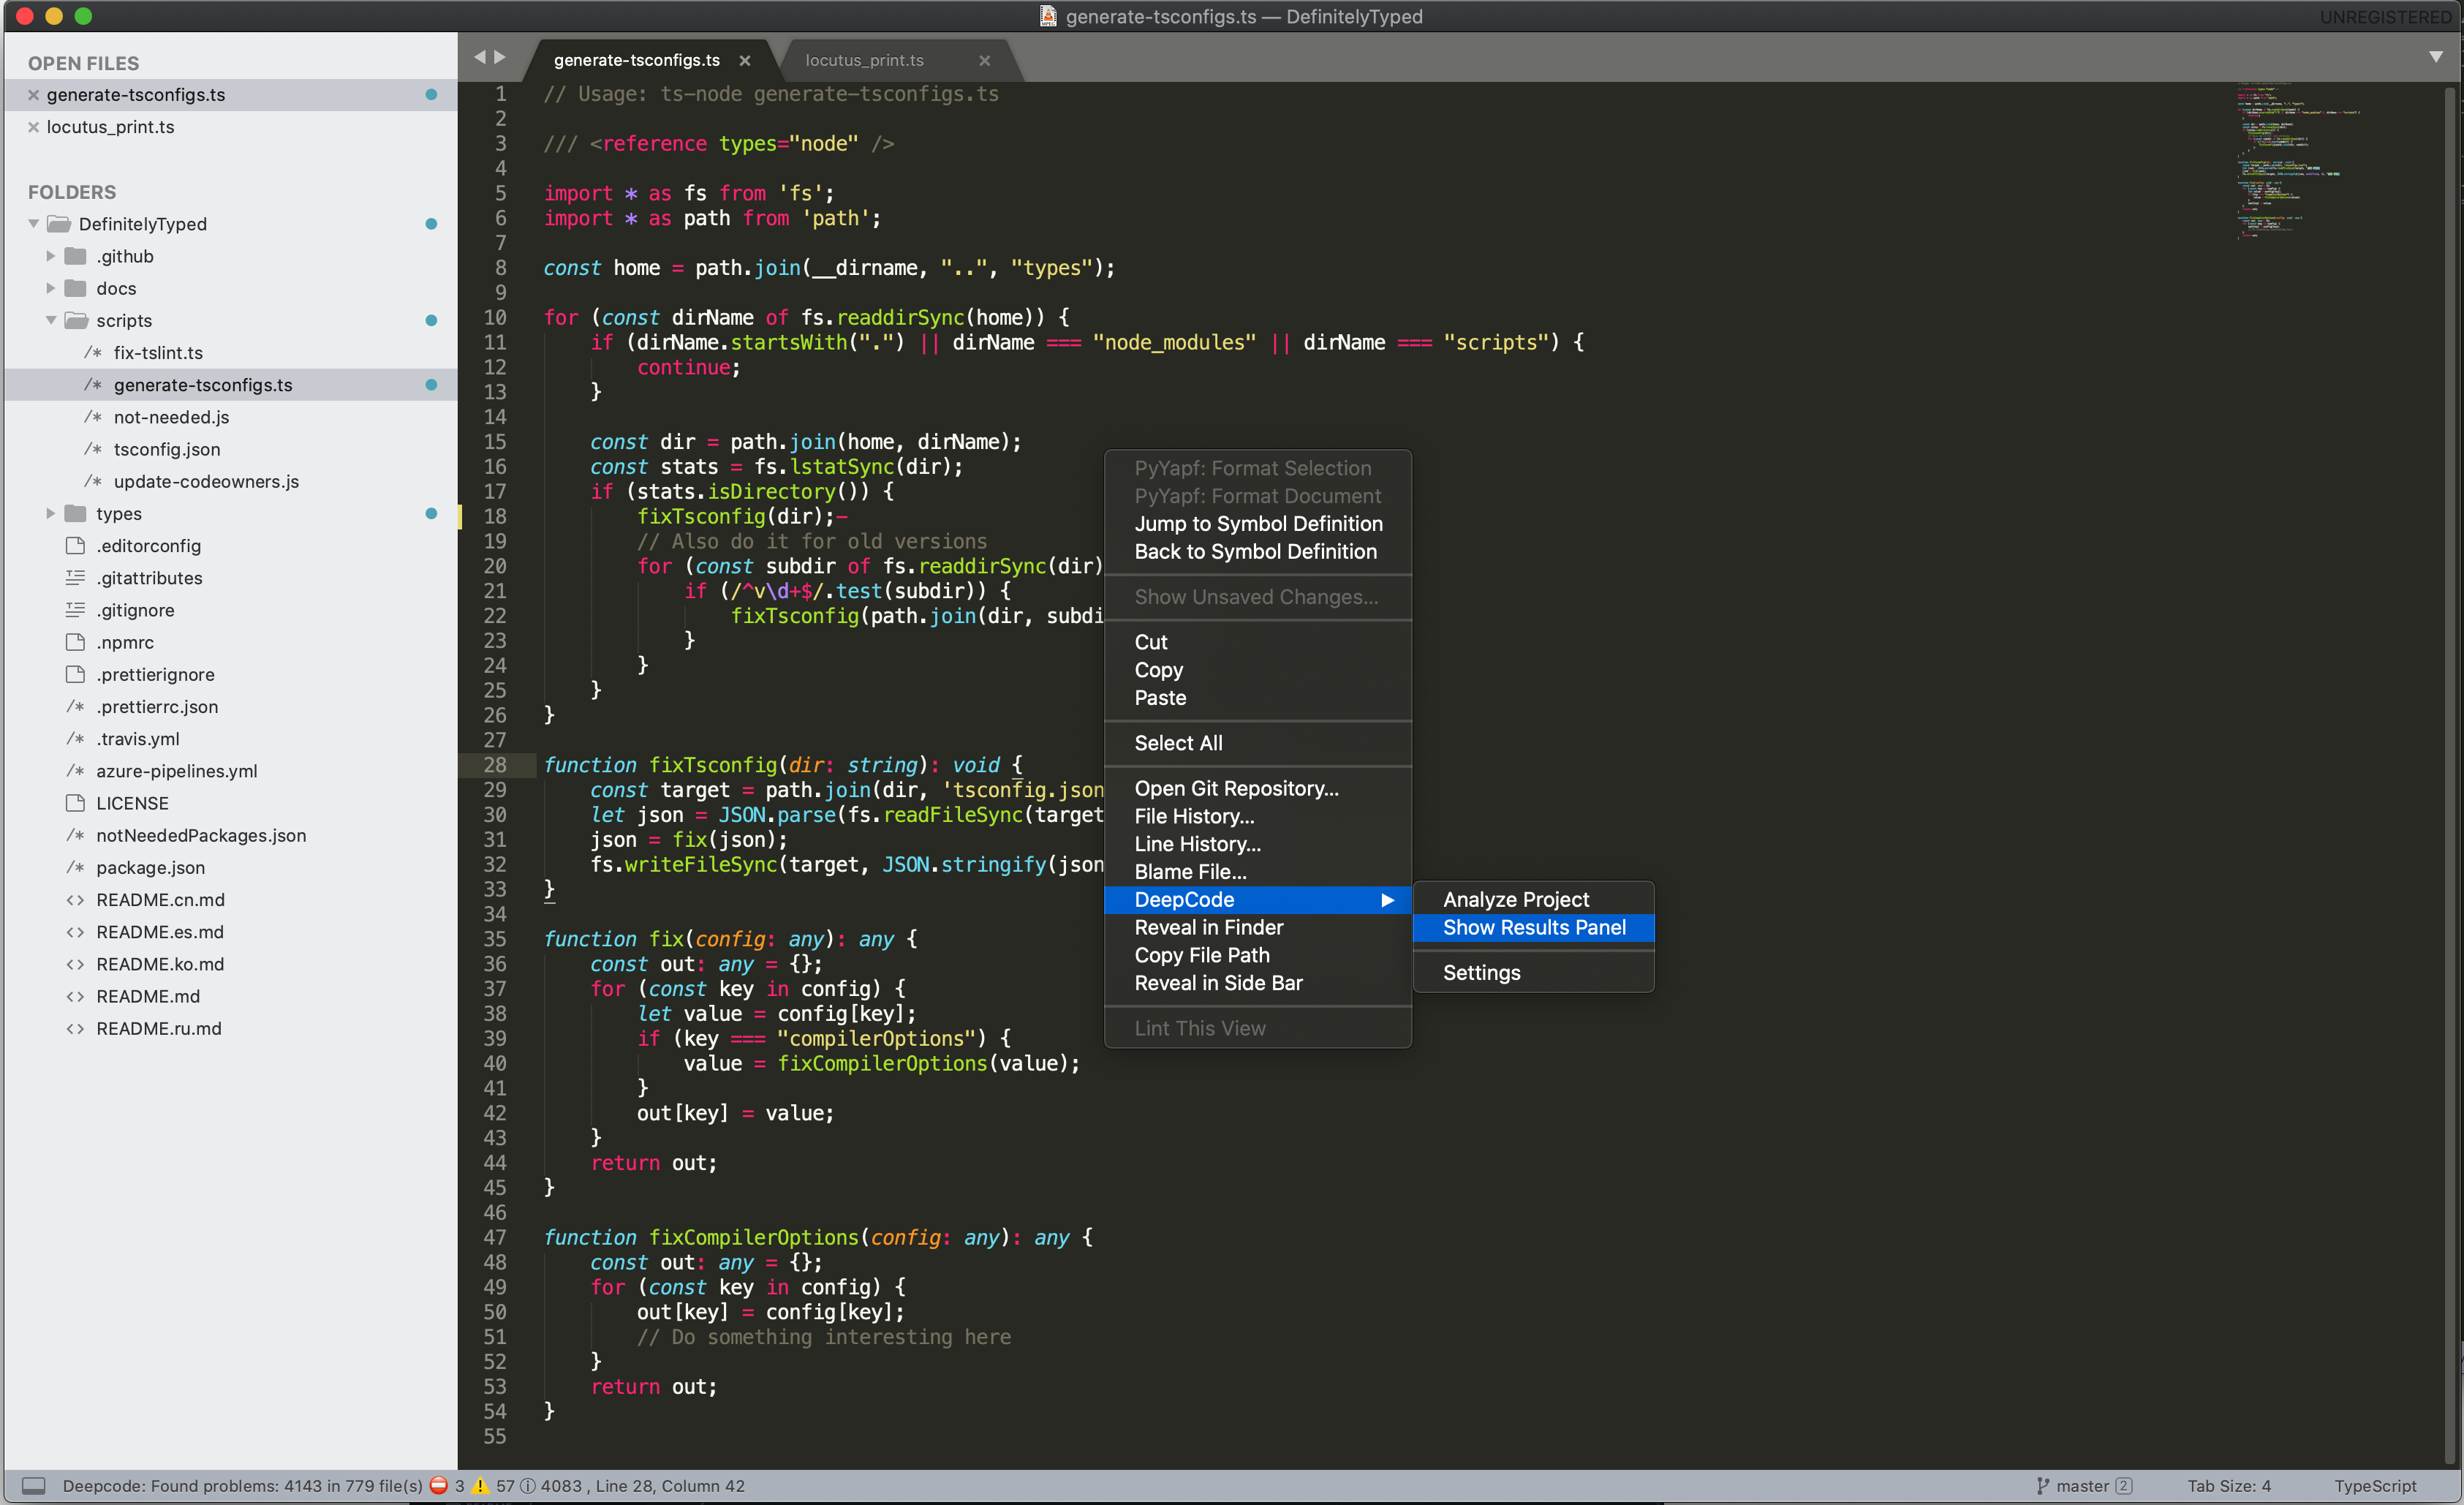 generate-tsconfigs.ts — DefinitelyTyped
UNREGISTERED
OPEN FILES
generate-tsconfigs.ts
locutus_print.ts
FOLDERS
DefinitelyTyped
.github
docs
scripts
/* fix-tslint.ts
/* generate-tsconfigs.ts
/* not-needed.js
/* tsconfig.json
/* update-codeowners.js
types
.editorconfig
.gitattributes
.gitignore
.npmrc
.prettierignore
/* .prettierrc.json
/* .travis.yml
/* azure-pipelines.yml
LICENSE
/* notNeededPackages.json
/* package.json
<> README.cn.md
<> README.es.md
<> README.ko.md
<> README.md
<> README.ru.md
generate-tsconfigs.ts
locutus_print.ts
1 // Usage: ts-node generate-tsconfigs.ts
2
3 /// <reference types="node" />
4
5 import * as fs from 'fs';
6 import * as path from 'path';
7
8 const home = path.join(__dirname, "..", "types");
9
10 for (const dirName of fs.readdirSync(home)) {
11 if (dirName.startsWith(".") || dirName === "node_modules" || dirName === "scripts") {
12 continue;
13 }
14
15 const dir = path.join(home, dirName);
16 const stats = fs.lstatSync(dir);
17 if (stats.isDirectory()) {
18 fixTsconfig(dir);–
19 // Also do it for old versions
20 for (const subdir of fs.readdirSync(dir)
21 if (/^v\d+$/.test(subdir)) {
22 fixTsconfig(path.join(dir, subdi
23 }
24 }
25 }
26 }
27
28 function fixTsconfig(dir: string): void {
29 const target = path.join(dir, 'tsconfig.json
30 let json = JSON.parse(fs.readFileSync(target
31 json = fix(json);
32 fs.writeFileSync(target, JSON.stringify(json
33 }
34
35 function fix(config: any): any {
36 const out: any = {};
37 for (const key in config) {
38 let value = config[key];
39 if (key === "compilerOptions") {
40 value = fixCompilerOptions(value);
41 }
42 out[key] = value;
43 }
44 return out;
45 }
46
47 function fixCompilerOptions(config: any): any {
48 const out: any = {};
49 for (const key in config) {
50 out[key] = config[key];
51 // Do something interesting here
52 }
53 return out;
54 }
55
PyYapf: Format Selection
PyYapf: Format Document
Jump to Symbol Definition
Back to Symbol Definition
Show Unsaved Changes...
Cut
Copy
Paste
Select All
Open Git Repository...
File History...
Line History...
Blame File...
DeepCode
Reveal in Finder
Copy File Path
Reveal in Side Bar
Lint This View
Analyze Project
Show Results Panel
Settings
Deepcode: Found problems: 4143 in 779 file(s) ⛔ 3 ⚠ 57 ⓘ 4083 , Line 28, Column 42
master 2
Tab Size: 4
TypeScript